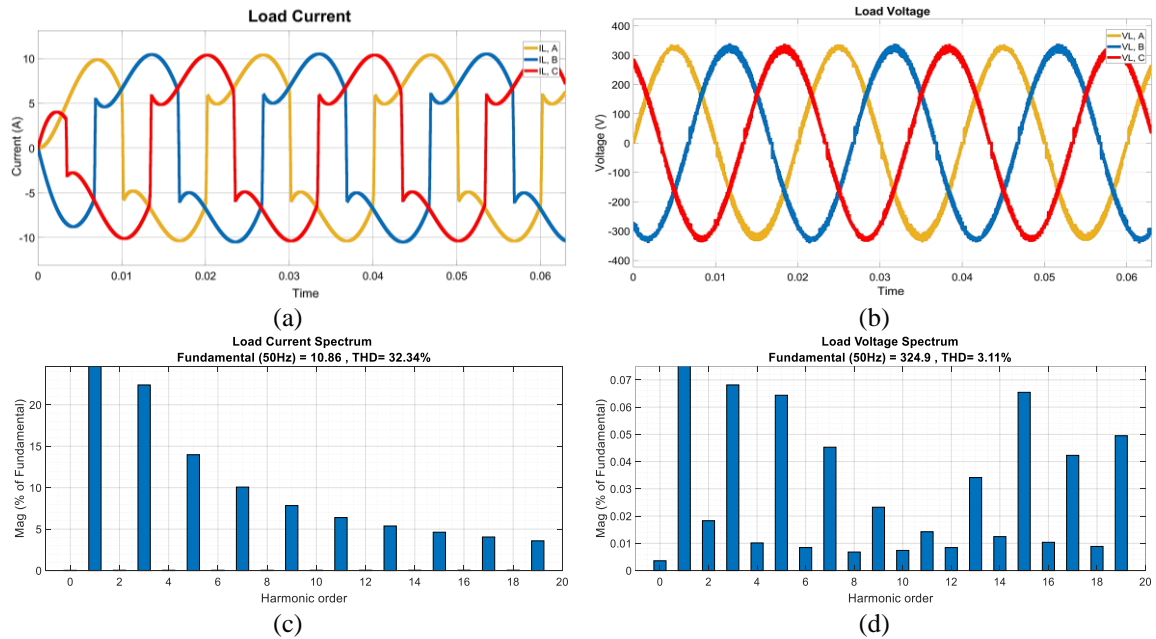 Load Current
10
5
0
-5
-10
Current (A)
IL, A
IL, B
IL, C
0
0.01
0.02
0.03
0.04
0.05
0.06
Time
(a)
Load Voltage
400
300
200
100
0
-100
-200
-300
-400
Voltage (V)
VL, A
VL, B
VL, C
0
0.01
0.02
0.03
0.04
0.05
0.06
Time
(b)
Load Current Spectrum
Fundamental (50Hz) = 10.86 , THD= 32.34%
20
15
10
5
0
Mag (% of Fundamental)
0
2
4
6
8
10
12
14
16
18
20
Harmonic order
(c)
Load Voltage Spectrum
Fundamental (50Hz) = 324.9 , THD= 3.11%
0.07
0.06
0.05
0.04
0.03
0.02
0.01
0
Mag (% of Fundamental)
0
2
4
6
8
10
12
14
16
18
20
Harmonic order
(d)